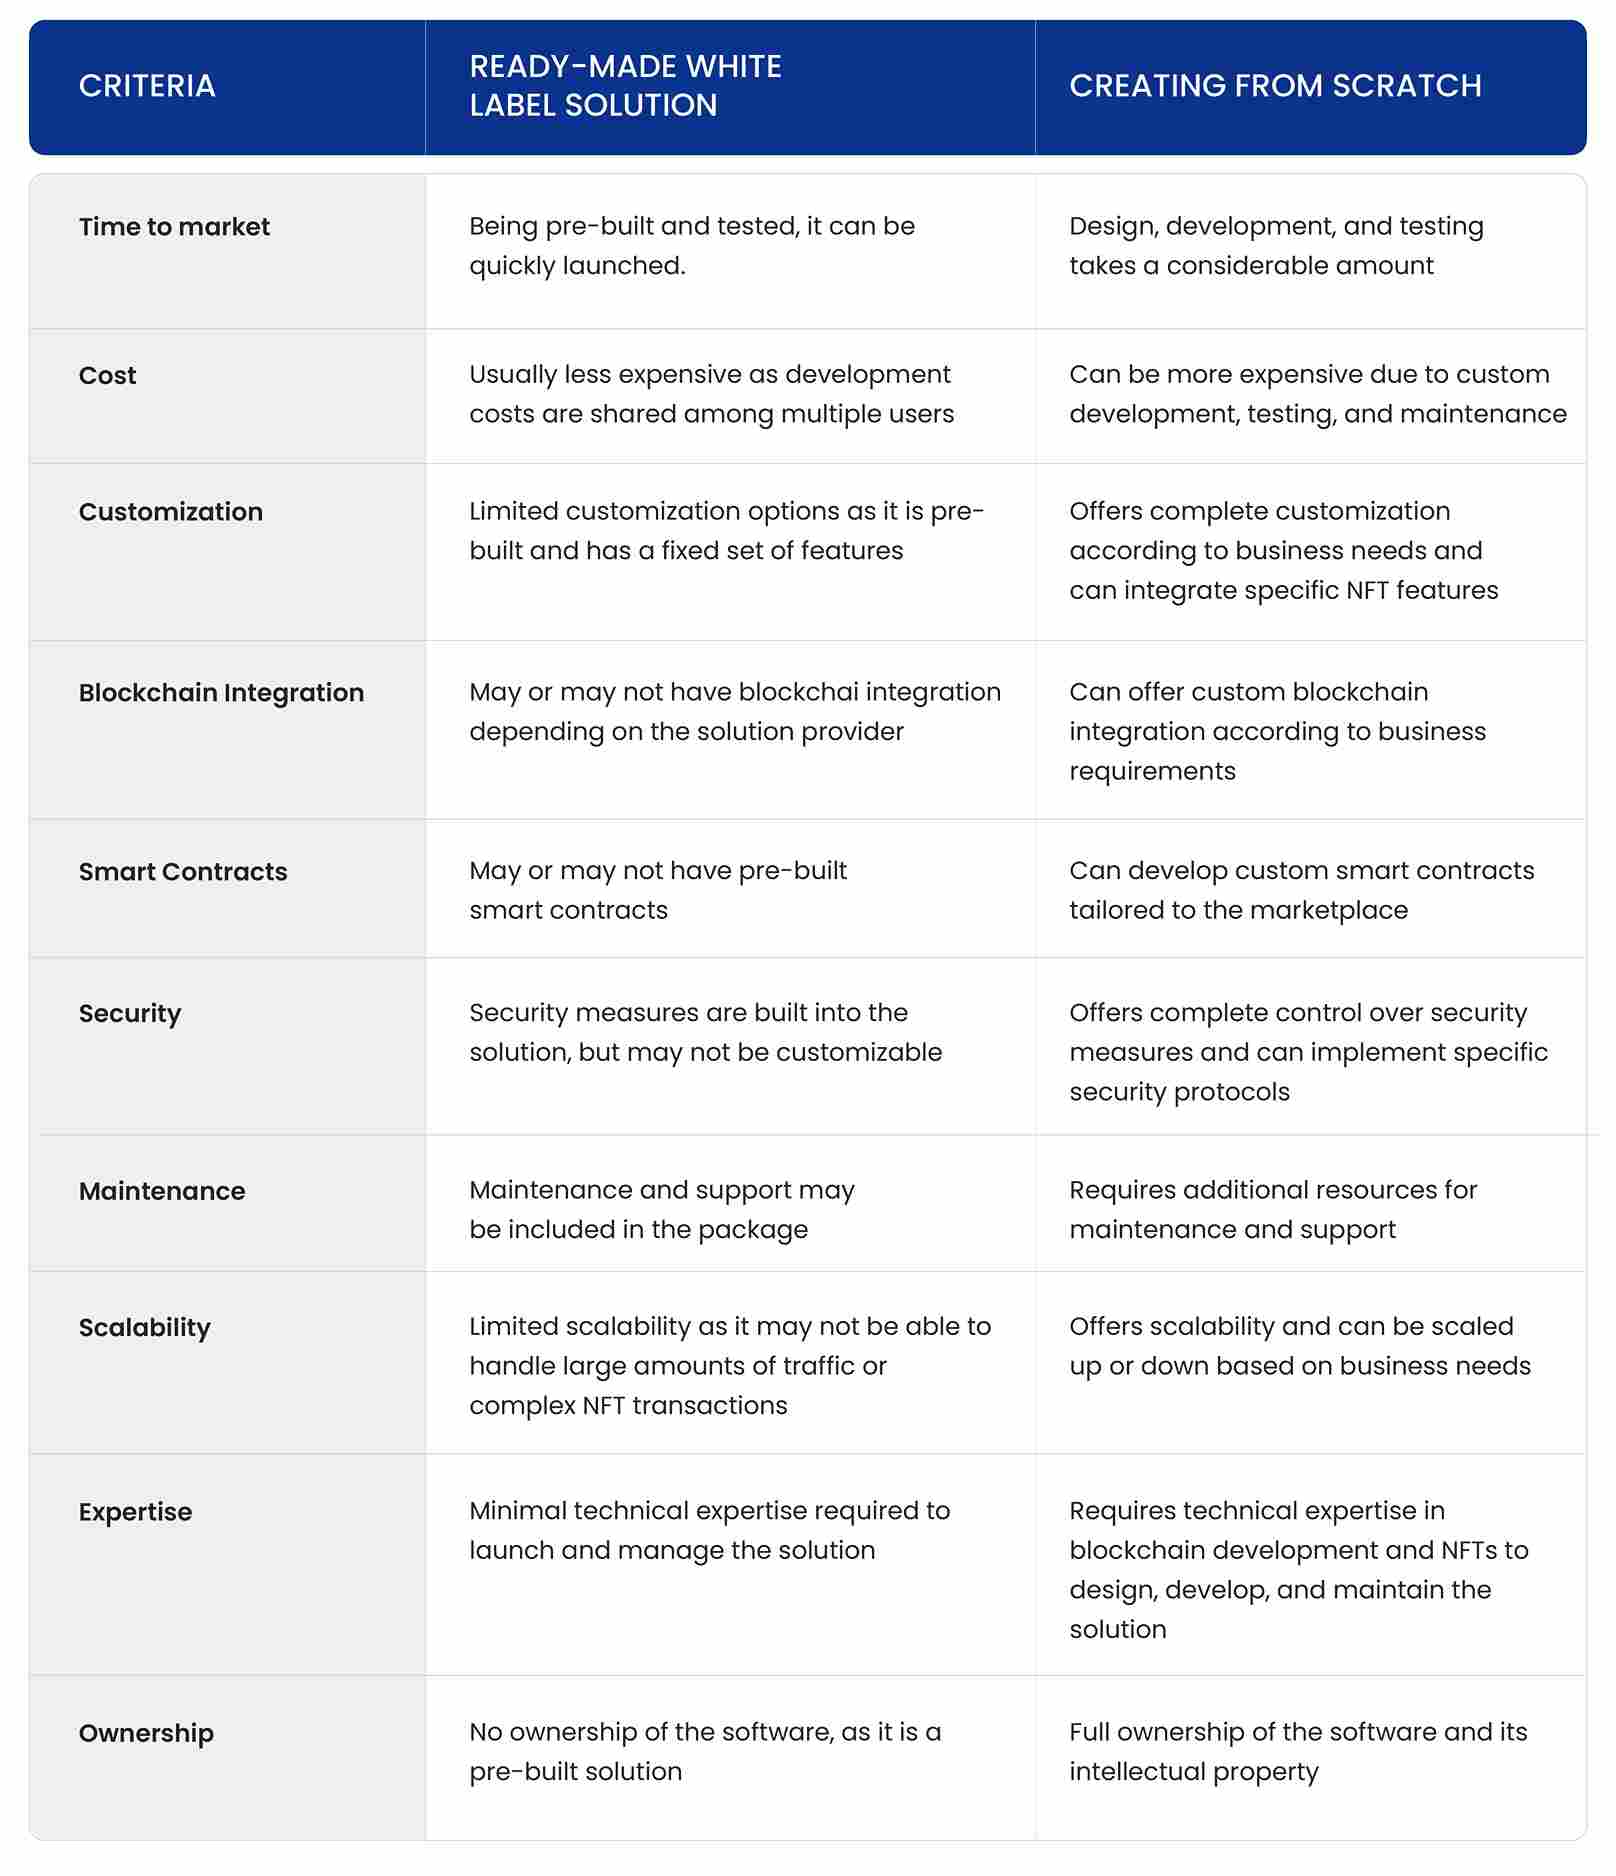 CRITERIA
READY-MADE WHITE
LABEL SOLUTION
CREATING FROM SCRATCH
Time to market
Being pre-built and tested, it can be
quickly launched.
Design, development, and testing
takes a considerable amount
Cost
Usually less expensive as development
costs are shared among multiple users
Can be more expensive due to custom
development, testing, and maintenance
Customization
Limited customization options as it is pre-
built and has a fixed set of features
Offers complete customization
according to business needs and
can integrate specific NFT features
Blockchain Integration
May or may not have blockchai integration
depending on the solution provider
Can offer custom blockchain
integration according to business
requirements
Smart Contracts
May or may not have pre-built
smart contracts
Can develop custom smart contracts
tailored to the marketplace
Security
Security measures are built into the
solution, but may not be customizable
Offers complete control over security
measures and can implement specific
security protocols
Maintenance
Maintenance and support may
be included in the package
Requires additional resources for
maintenance and support
Scalability
Limited scalability as it may not be able to
handle large amounts of traffic or
complex NFT transactions
Offers scalability and can be scaled
up or down based on business needs
Expertise
Minimal technical expertise required to
launch and manage the solution
Requires technical expertise in
blockchain development and NFTs to
design, develop, and maintain the
solution
Ownership
No ownership of the software, as it is a
pre-built solution
Full ownership of the software and its
intellectual property